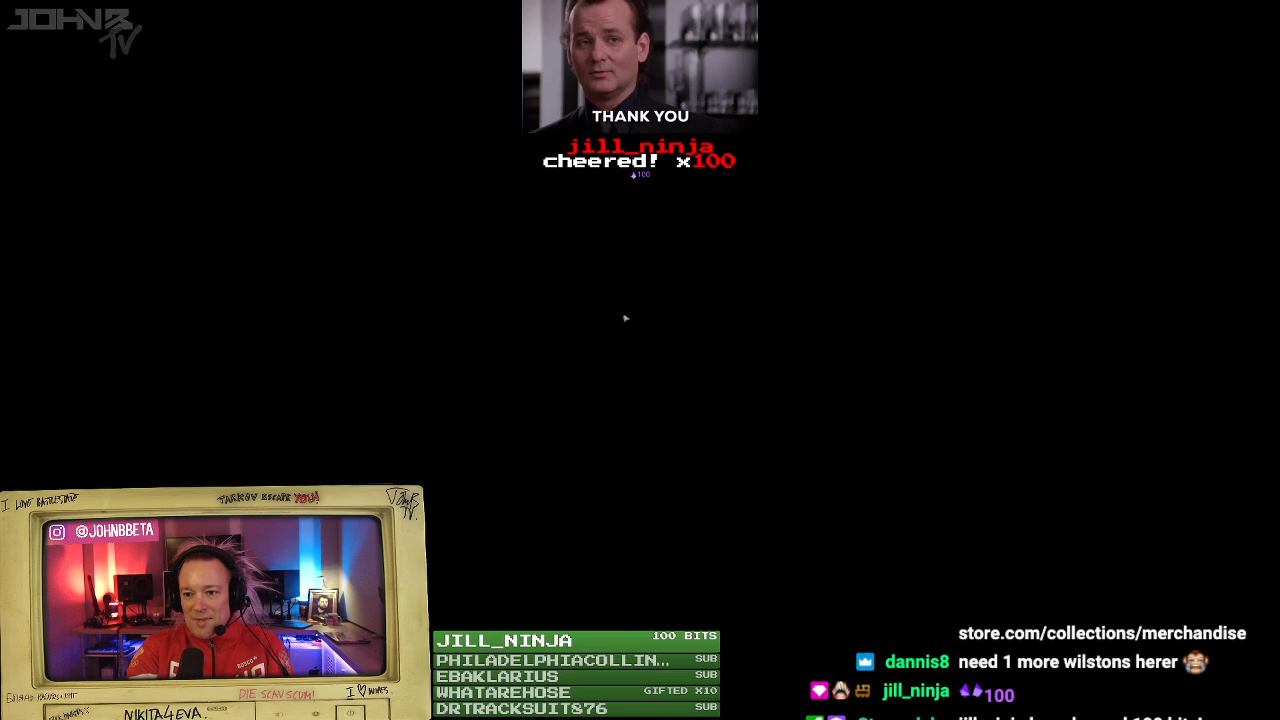 JOHNB
TV
THANK YOU
jill_ninja
cheered! x100
100
I LOVE BATTLESTATE
TARKOV ESCAPE YOU!
@JOHNBBETA
DIE SCAV SCUM!
NIKITA4EVA.
JILL_NINJA 100 BITS
PHILADELPHIACOLLIN... SUB
EBAKLARIUS SUB
WHATAREHOSE GIFTED X10
DRTRACKSUIT876 SUB
store.com/collections/merchandise
dannis8 need 1 more wilstons herer
jill_ninja 100